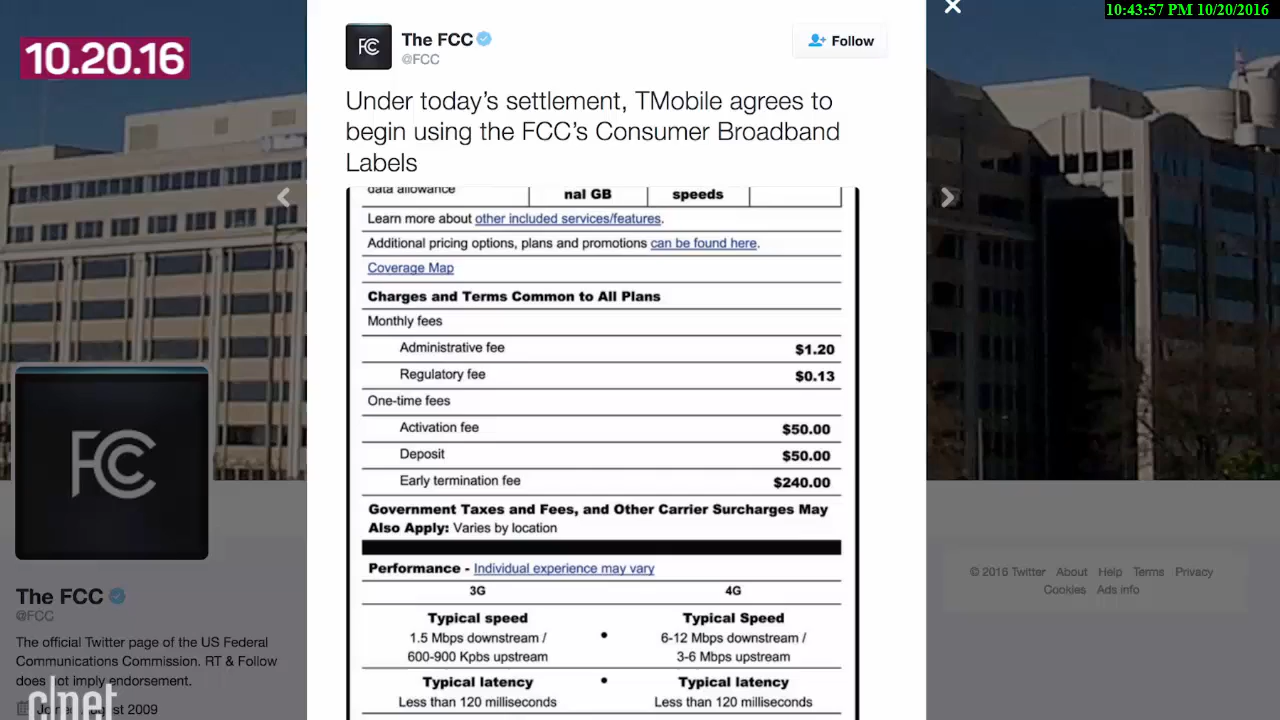 10:43:57 PM 10/20/2016
10.20.16
FCC
The FCC
@FCC
Follow
Under today's settlement, TMobile agrees to
begin using the FCC's Consumer Broadband
Labels
data allowance
nal GB
speeds
Learn more about other included services/features.
Additional pricing options, plans and promotions can be found here.
Coverage Map
Charges and Terms Common to All Plans
Monthly fees
Administrative fee $1.20
Regulatory fee $0.13
One-time fees
Activation fee $50.00
Deposit $50.00
Early termination fee $240.00
Government Taxes and Fees, and Other Carrier Surcharges May
Also Apply: Varies by location
Performance - Individual experience may vary
3G 4G
Typical speed Typical Speed
1.5 Mbps downstream / 6-12 Mbps downstream /
600-900 Kpbs upstream 3-6 Mbps upstream
Typical latency Typical latency
Less than 120 milliseconds Less than 120 milliseconds
FCC
The FCC
@FCC
The official Twitter page of the US Federal
Communications Commission. RT & Follow
does not imply endorsement.
2009
c|net
© 2016 Twitter About Help Terms Privacy
Cookies Ads info